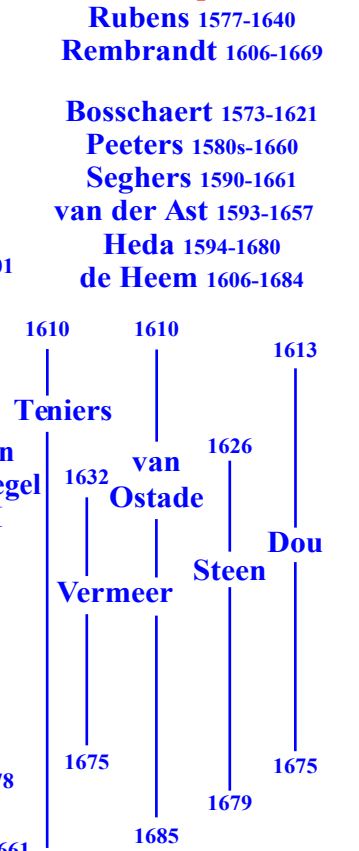 Rubens 1577-1640
Rembrandt 1606-1669
Bosschaert 1573-1621
Peeters 1580s-1660
Seghers 1590-1661
van der Ast 1593-1657
Heda 1594-1680
de Heem 1606-1684
1610
1610
1613
Teniers
1626
van
Ostade
1632
Dou
Steen
Vermeer
1675
1675
1679
1685